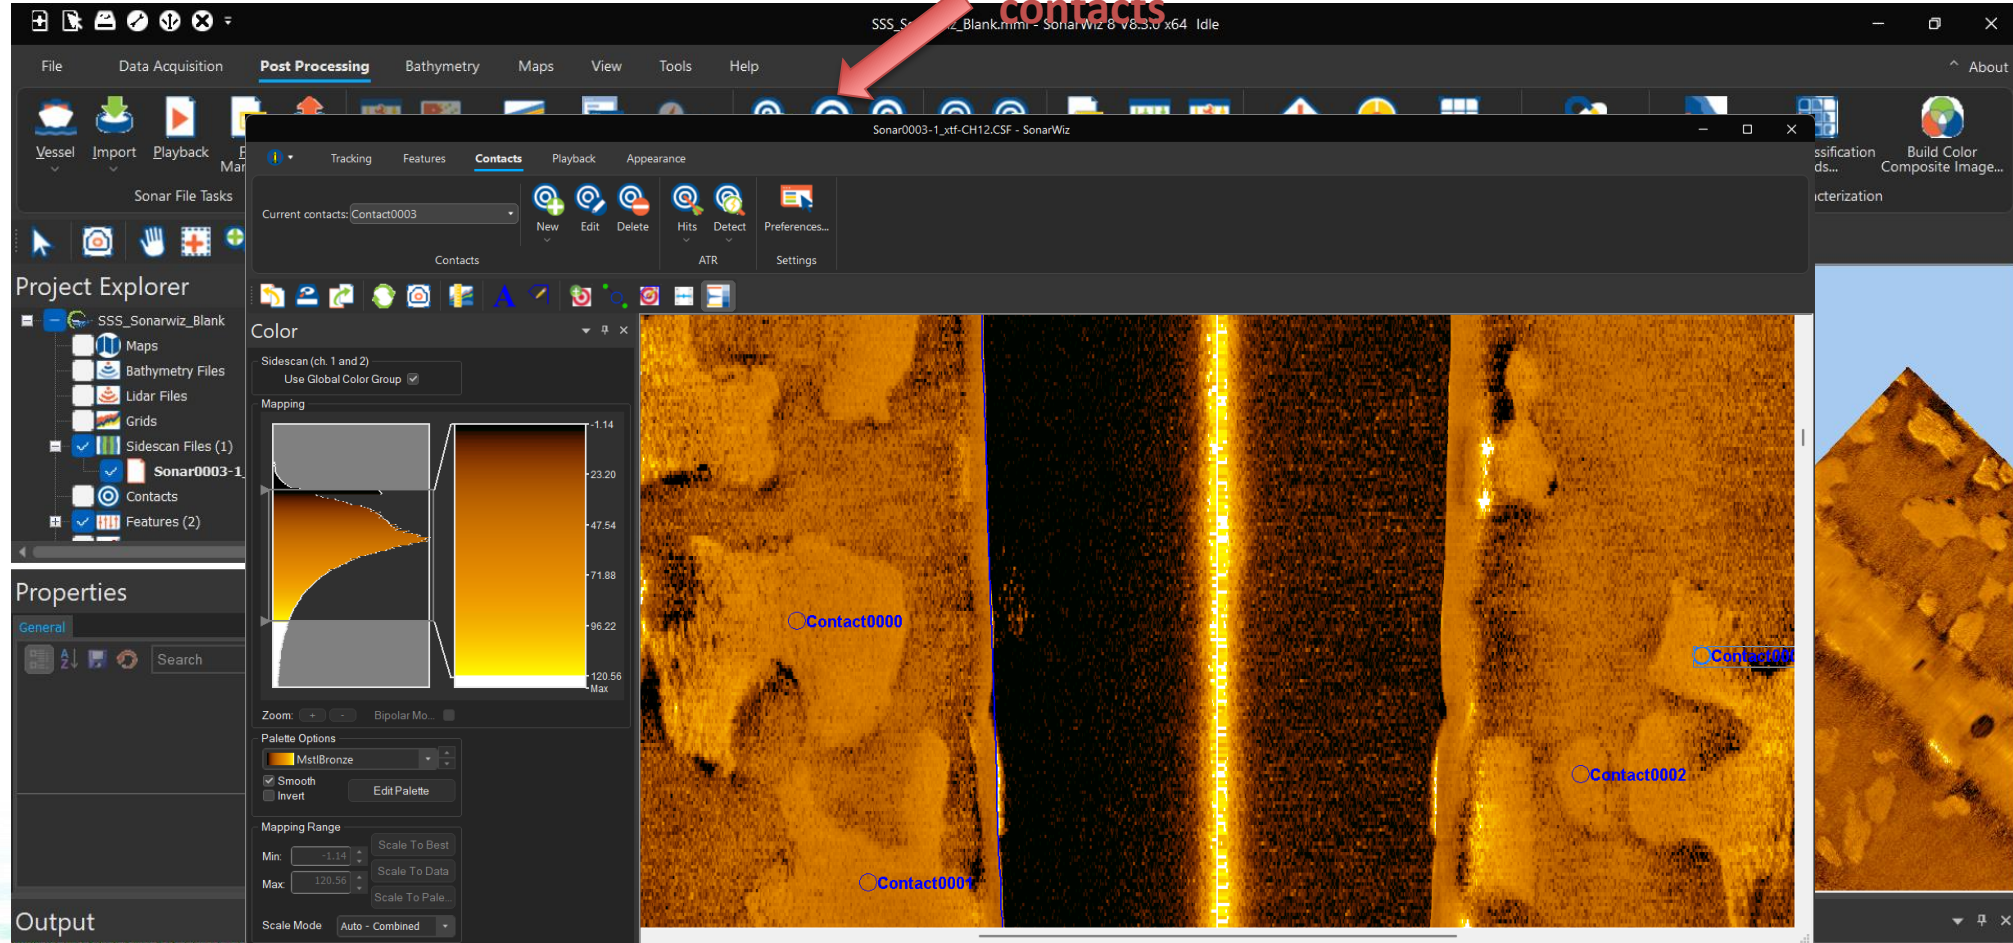 contacts
SSS_S Z_Blank.mml - SonarWiz 8 V8.3.0 x64 Idle
File Data Acquisition Post Processing Bathymetry Maps View Tools Help
About
Vessel Import Playback
Sonar File Tasks
Build Color
Composite Image...
Sonar0003-1_xtf-CH12.CSF - SonarWiz
Tracking Features Contacts Playback Appearance
Current contacts: Contact0003
New Edit Delete Hits Detect Preferences...
Contacts ATR Settings
Project Explorer
SSS_Sonarwiz_Blank
Maps
Bathymetry Files
Lidar Files
Grids
Sidescan Files (1)
Sonar0003-1_
Contacts
Features (2)
Properties
General
Search
Output
Color
Sidescan (ch. 1 and 2)
Use Global Color Group
Mapping
-1.14
23.20
47.54
71.88
96.22
120.56
Max
Zoom: + - Bipolar Mo...
Palette Options
MstlBronze
Smooth
Invert
Edit Palette
Mapping Range
Min: -1.14
Max: 120.56
Scale To Best
Scale To Data
Scale To Pale...
Scale Mode Auto - Combined
Contact0000
Contact0001
Contact0002